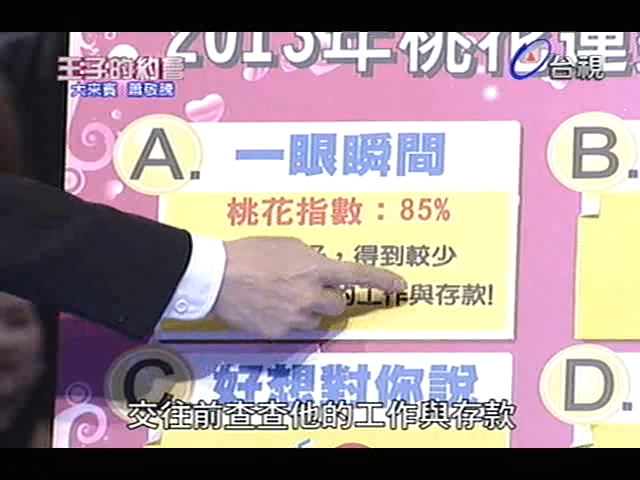 2013年桃花運
王子的約會
大來賓 蕭敬騰
台視
A. 一眼瞬間
B.
桃花指數：85%
，得到較少
的工作與存款!
C. 好想對你說
D.
交往前查查他的工作與存款